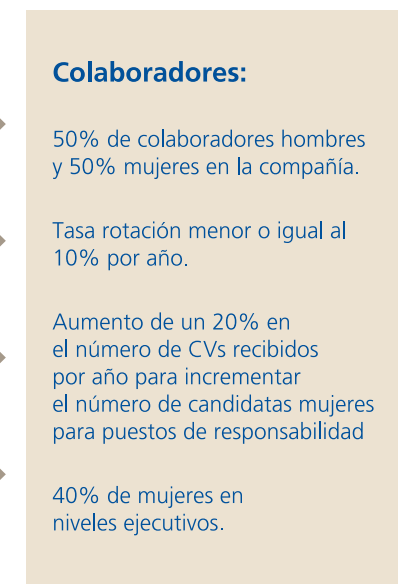 Colaboradores:
50% de colaboradores hombres
y 50% mujeres en la compañía.
Tasa rotación menor o igual al
10% por año.
Aumento de un 20% en
el número de CVs recibidos
por año para incrementar
el número de candidatas mujeres
para puestos de responsabilidad
40% de mujeres en
niveles ejecutivos.